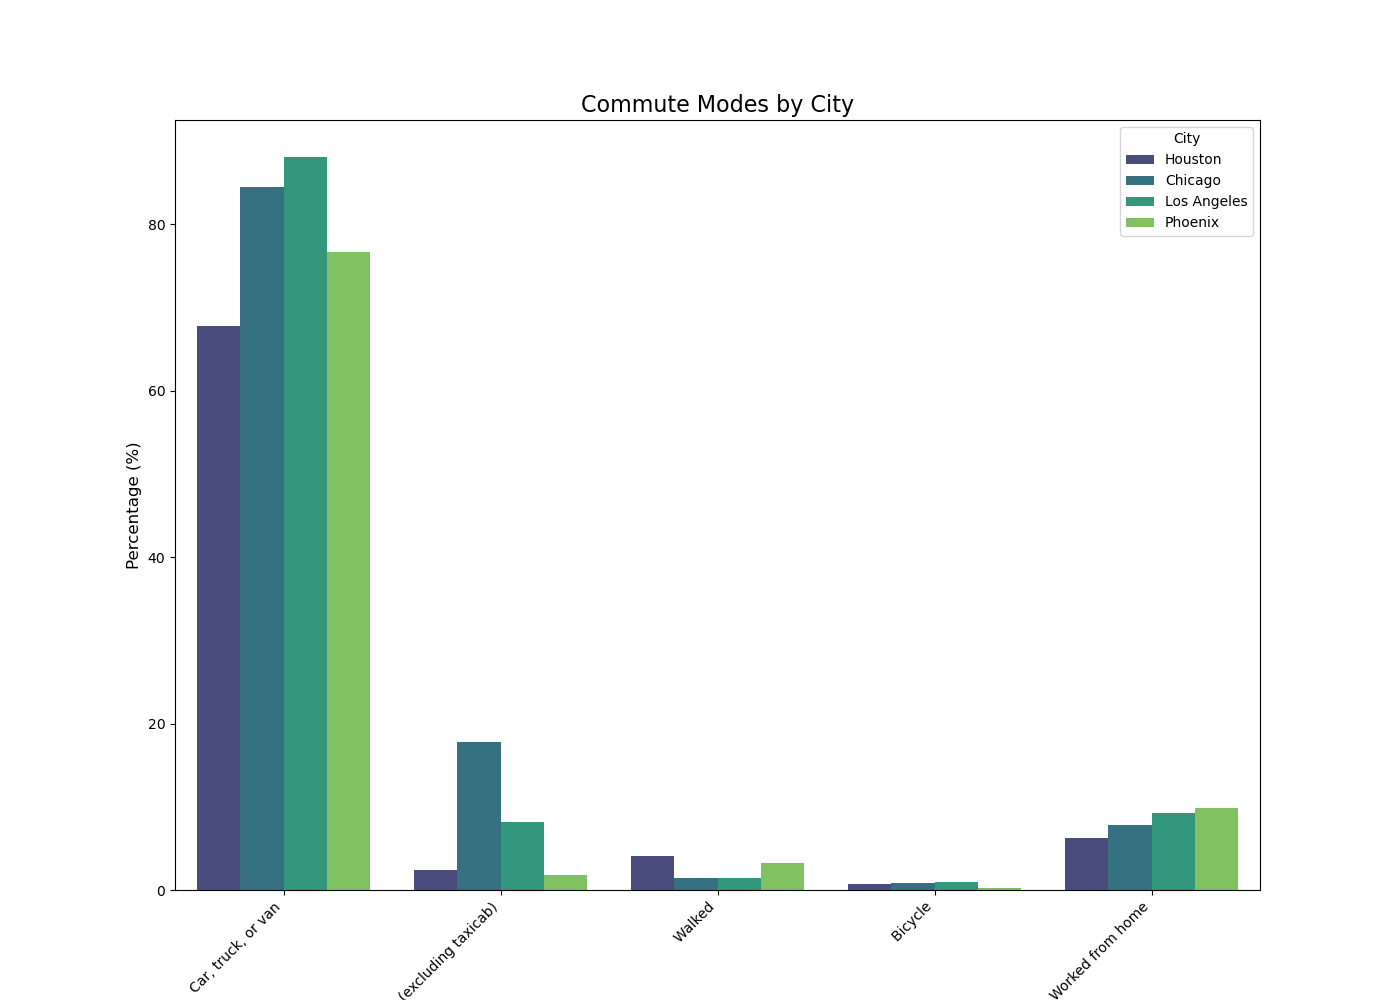 Commute Modes by City
City
Houston
Chicago
Los Angeles
Phoenix
Percentage (%)
80
60
40
20
0
Car, truck, or van
(excluding taxicab)
Walked
Bicycle
Worked from home